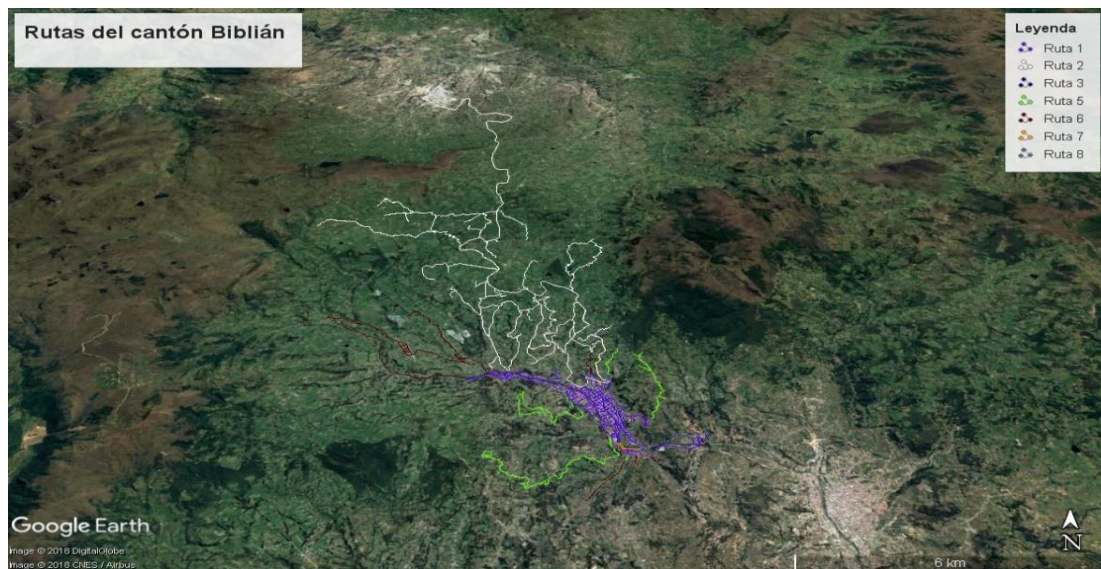 Rutas del cantón Biblián
Leyenda
Ruta 1
Ruta 2
Ruta 3
Ruta 5
Ruta 6
Ruta 7
Ruta 8
Google Earth
Image © 2018 DigitalGlobe
Image © 2018 CNES / Airbus
N
6 km